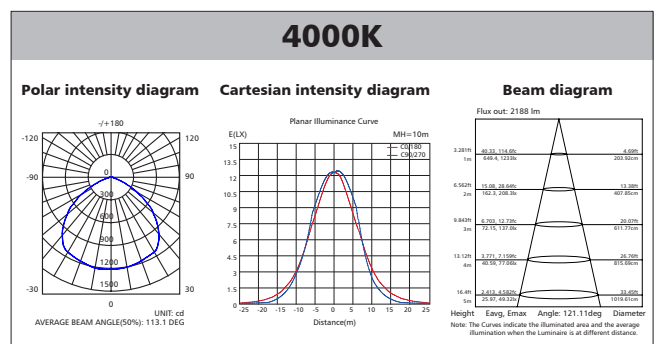 4000K
Polar intensity diagram
Cartesian intensity diagram
Beam diagram
-/+180
-120
120
-90
90
-30
30
0
0
300
600
900
1200
1500
UNIT: cd
AVERAGE BEAM ANGLE(50%): 113.1 DEG
Planar Illuminance Curve
E(LX)
MH=10m
C0/180
C90/270
15
13.5
12
10.5
9
7.5
6
4.5
3
1.5
0
-25 -20 -15 -10 -5 0 5 10 15 20 25
Distance(m)
Flux out: 2188 lm
3.281ft 40.33, 114.6fc 4.69ft
1m 649.4, 1233lx 203.92cm
6.562ft 15.08, 28.64fc 13.38ft
2m 162.3, 208.3lx 407.85cm
9.843ft 6.703, 12.73fc 20.07ft
3m 72.15, 137.0lx 611.77cm
13.12ft 3.771, 7.159fc 26.76ft
4m 40.59, 77.06lx 815.69cm
16.4ft 2.413, 4.582fc 33.45ft
5m 25.97, 49.32lx 1019.61cm
Height Eavg, Emax Angle: 121.11deg Diameter
Note: The Curves indicate the illuminated area and the average
illumination when the Luminaire is at different distance.